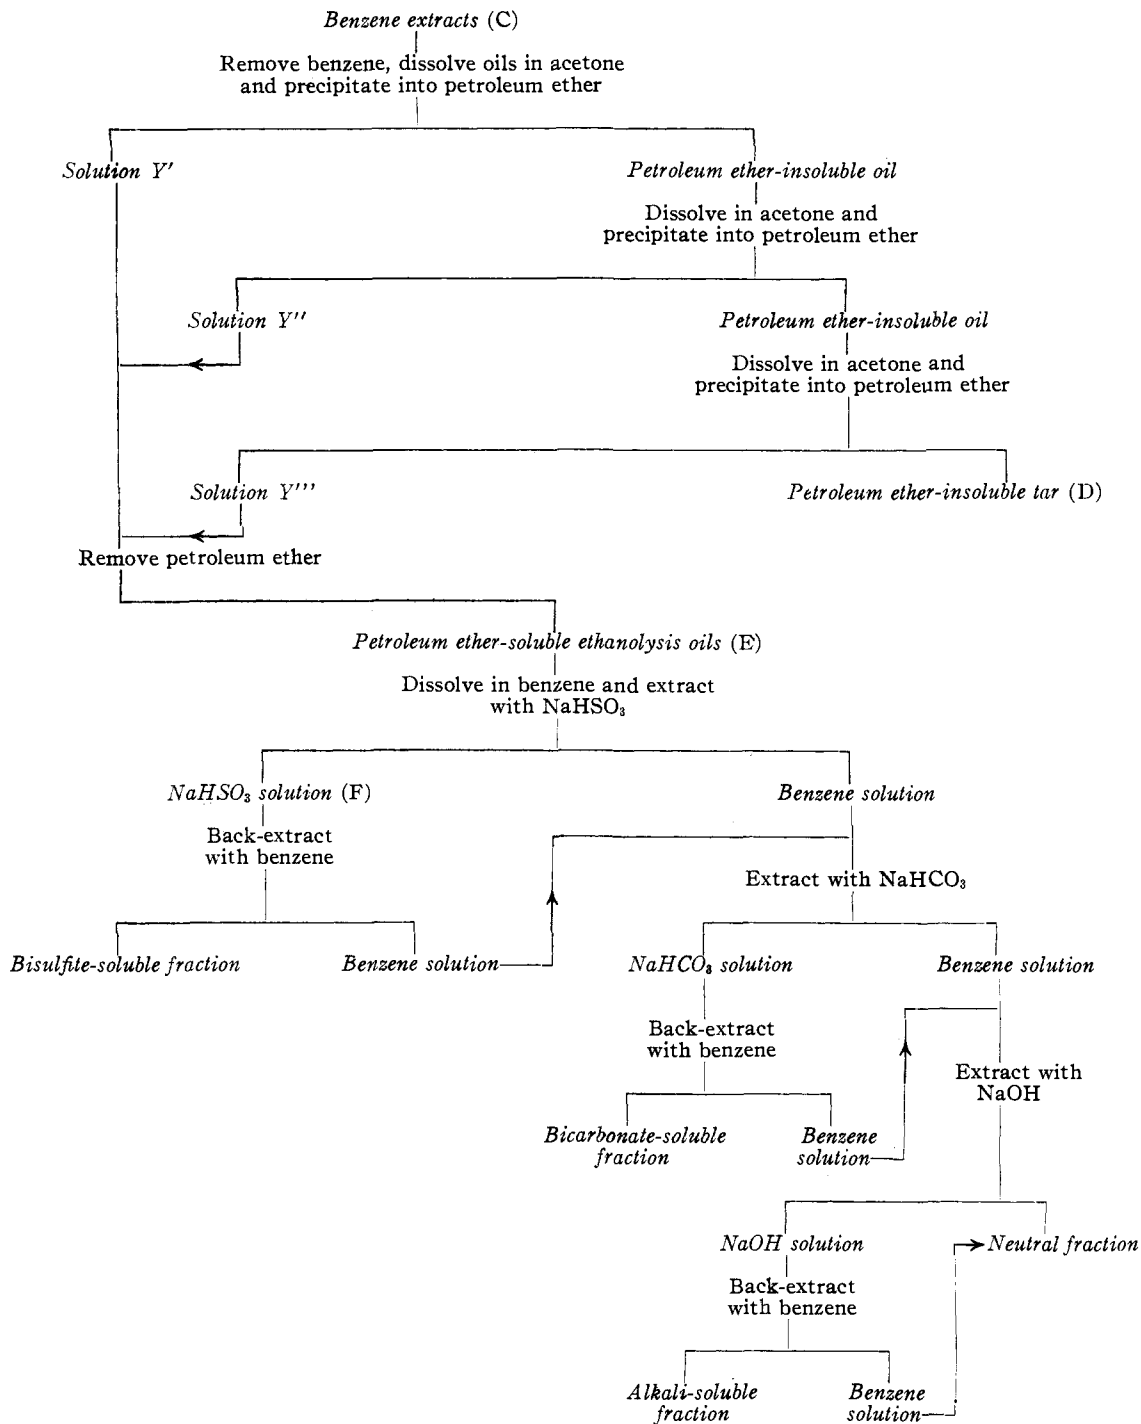 Benzene extracts (C)
Remove benzene, dissolve oils in acetone
and precipitate into petroleum ether
Solution Y′
Petroleum ether-insoluble oil
Dissolve in acetone and
precipitate into petroleum ether
Solution Y′′
Petroleum ether-insoluble oil
Dissolve in acetone and
precipitate into petroleum ether
Solution Y′′′
Petroleum ether-insoluble tar (D)
Remove petroleum ether
Petroleum ether-soluble ethanolysis oils (E)
Dissolve in benzene and extract
with NaHSO₃
NaHSO₃ solution (F)
Benzene solution
Back-extract
with benzene
Extract with NaHCO₃
Bisulfite-soluble fraction
Benzene solution
NaHCO₃ solution
Benzene solution
Back-extract
with benzene
Extract with
NaOH
Bicarbonate-soluble
fraction
Benzene
solution
NaOH solution
Neutral fraction
Back-extract
with benzene
Alkali-soluble
fraction
Benzene
solution